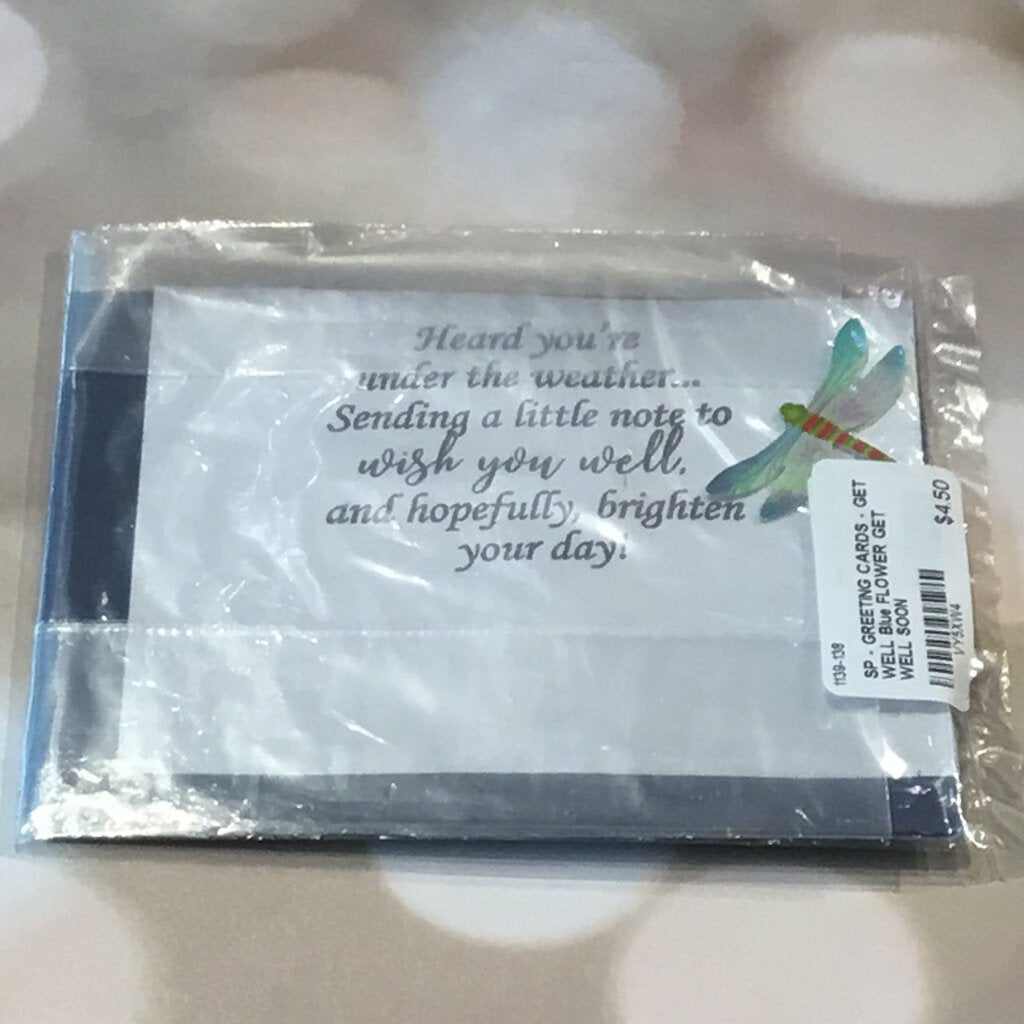 Heard you're
under the weather...
Sending a little note to
wish you well,
and hopefully, brighten
your day!
1139-138
SP - GREETING CARDS - GET
WELL Blue FLOWER GET
WELL SOON
$4.50
VY5XW4